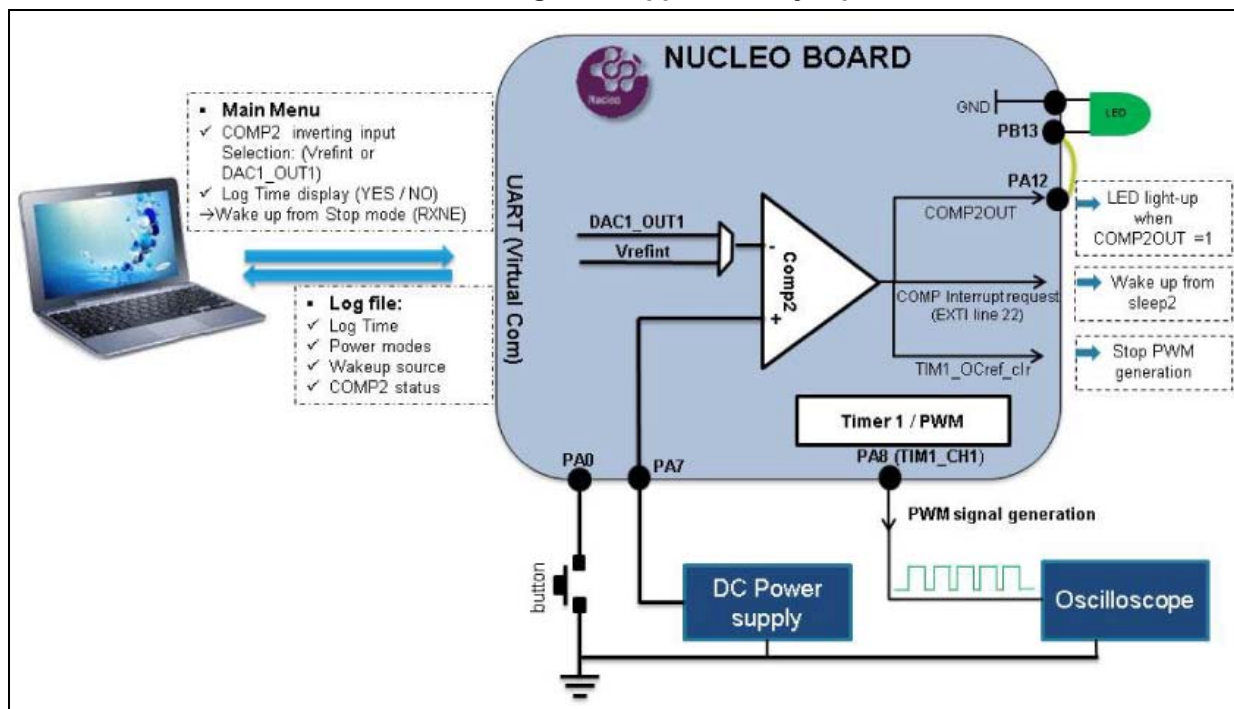 NUCLEO BOARD
Nucleo
▪ Main Menu
✓ COMP2 inverting input
Selection: (Vrefint or
DAC1_OUT1)
✓ Log Time display (YES / NO)
→Wake up from Stop mode (RXNE)
▪ Log file:
✓ Log Time
✓ Power modes
✓ Wakeup source
✓ COMP2 status
UART (Virtual Com)
GND
LED
PB13
PA12
DAC1_OUT1
Vrefint
-
+
Comp2
COMP2OUT
COMP Interrupt request
(EXTI line 22)
TIM1_OCref_clr
LED light-up
when
COMP2OUT =1
Wake up from
sleep2
Stop PWM
generation
Timer 1 / PWM
PA8 (TIM1_CH1)
PA0
PA7
PWM signal generation
button
DC Power
supply
Oscilloscope